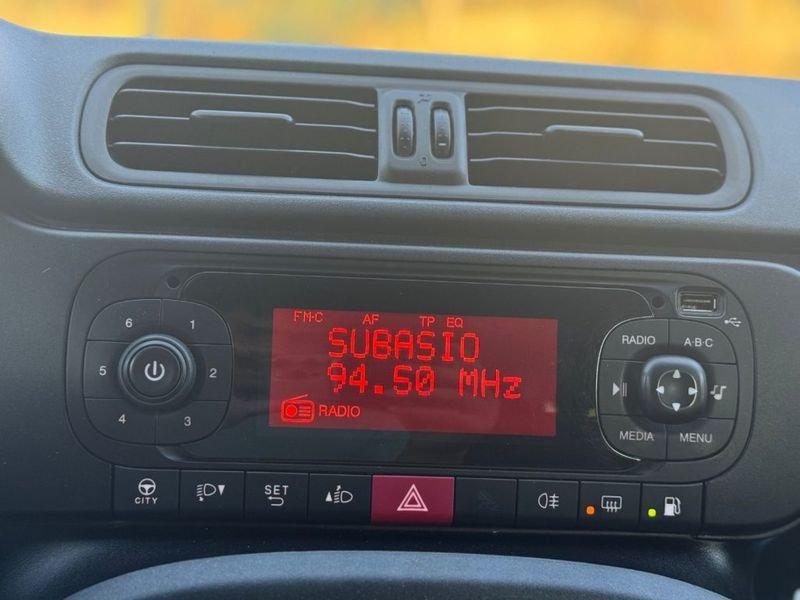 FM-C AF TP EQ
SUBASIO
94.50 MHz
RADIO
6 1
5 2
4 3
RADIO A·B·C
MEDIA MENU
CITY
SET